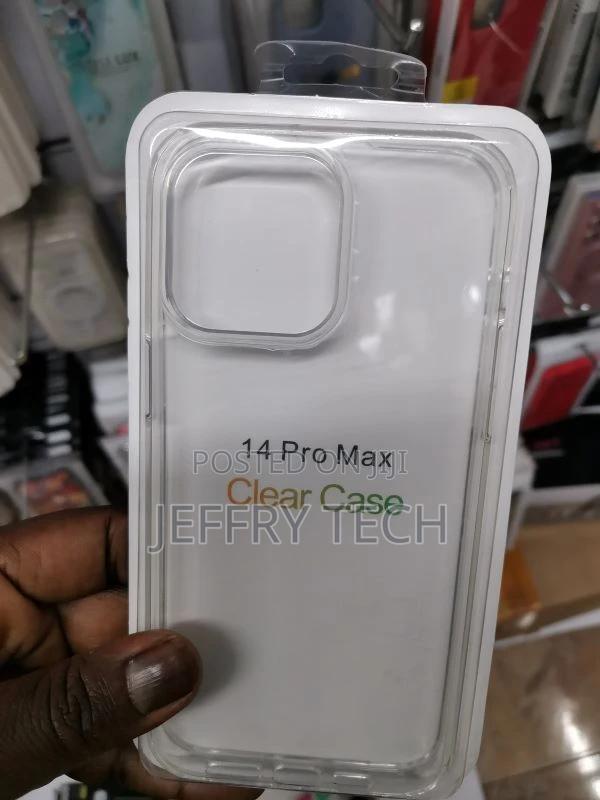 14 Pro Max
POSTED ON JIJI
Clear Case
JEFFRY TECH